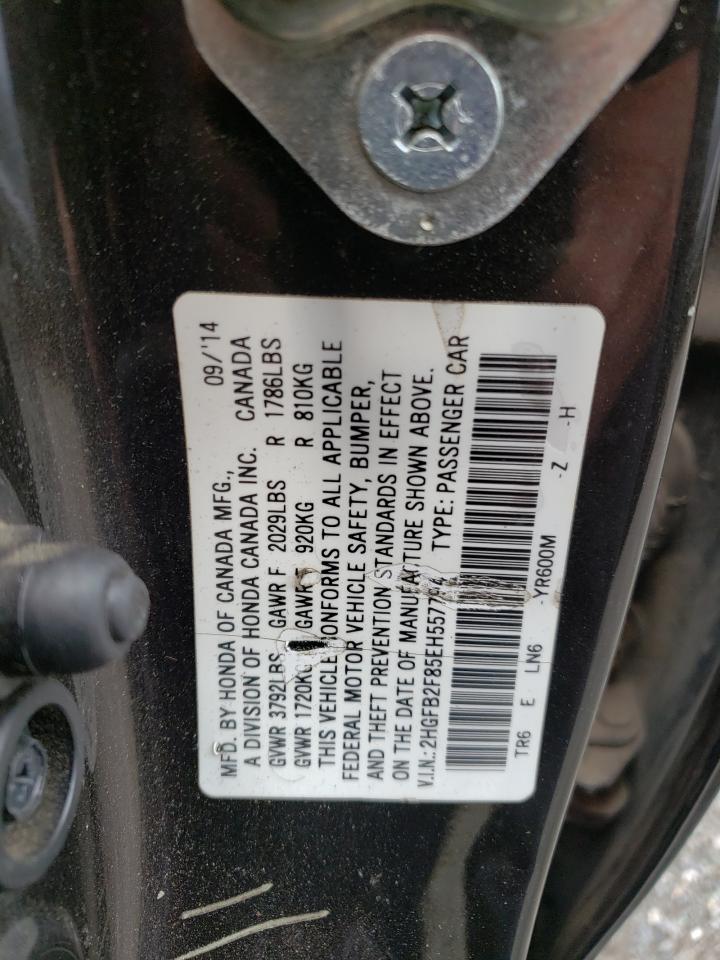 MFD. BY HONDA OF CANADA MFG., 09/'14
A DIVISION OF HONDA CANADA INC. CANADA
GVWR 3792LBS GAWR F 2029LBS R 1786LBS
GVWR 1720KG GAWR F 920KG R 810KG
THIS VEHICLE CONFORMS TO ALL APPLICABLE
FEDERAL MOTOR VEHICLE SAFETY, BUMPER,
AND THEFT PREVENTION STANDARDS IN EFFECT
ON THE DATE OF MANUFACTURE SHOWN ABOVE.
V.I.N.: TYPE: PASSENGER CAR
TR6 E LN6 -YR600M -Z -H